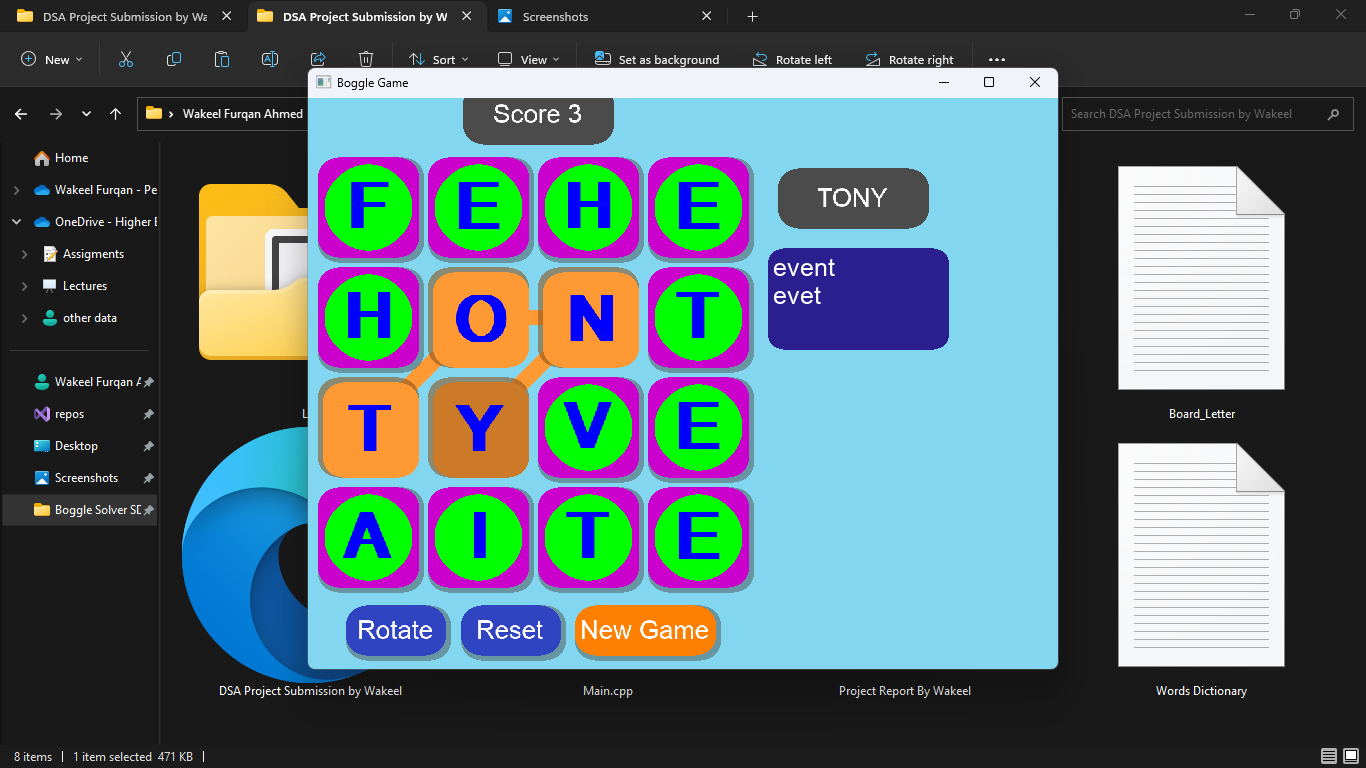 DSA Project Submission by Wa
DSA Project Submission by W
Screenshots
New
Sort
View
Set as background
Rotate left
Rotate right
Wakeel Furqan Ahmed
Search DSA Project Submission by Wakeel
Boggle Game
Score 3
F E H E
H O N T
T Y V E
A I T E
TONY
event
evet
Rotate
Reset
New Game
Home
Wakeel Furqan - Pe
OneDrive - Higher E
Assigments
Lectures
other data
Wakeel Furqan A
repos
Desktop
Screenshots
Boggle Solver SD
L
Board_Letter
DSA Project Submission by Wakeel
Main.cpp
Project Report By Wakeel
Words Dictionary
8 items
1 item selected 471 KB